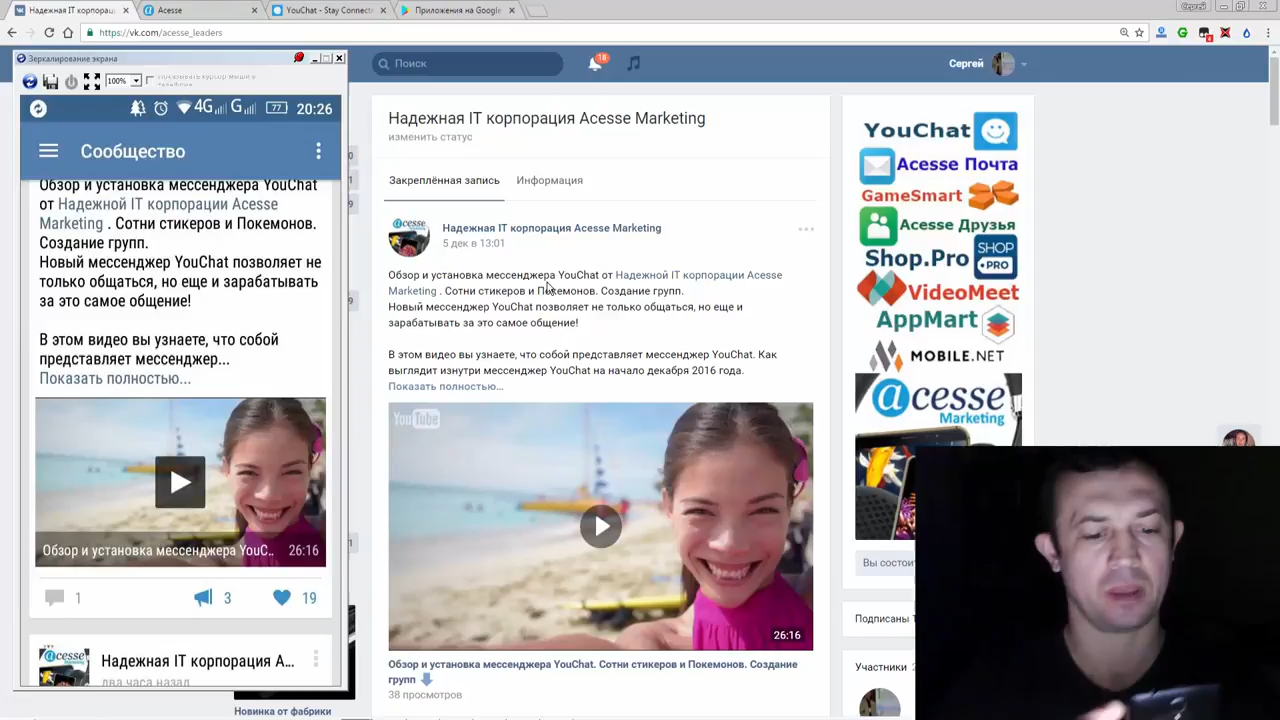 Надежная IT корпораци
Acesse
YouChat - Stay Connect
Приложения на Google
Сергей
https://vk.com/acesse_leaders
Зеркалирование экрана
100%
77
4G
G
20:26
Сообщество
Обзор и установка мессенджера YouChat
от Надежной IT корпорации Acesse
Marketing . Сотни стикеров и Покемонов.
Создание групп.
Новый мессенджер YouChat позволяет не
только общаться, но еще и зарабатывать
за это самое общение!
В этом видео вы узнаете, что собой
представляет мессенджер...
Показать полностью...
Обзор и установка мессенджера YouC..
26:16
1
3
19
Надежная IT корпорация A...
два часа назад
Поиск
18
Сергей
Надежная IT корпорация Acesse Marketing
изменить статус
Закреплённая запись
Информация
acesse
Надежная IT корпорация Acesse Marketing
5 дек в 13:01
Обзор и установка мессенджера YouChat от Надежной IT корпорации Acesse
Marketing . Сотни стикеров и Покемонов. Создание групп.
Новый мессенджер YouChat позволяет не только общаться, но еще и
зарабатывать за это самое общение!
В этом видео вы узнаете, что собой представляет мессенджер YouChat. Как
выглядит изнутри мессенджер YouChat на начало декабря 2016 года.
Показать полностью...
YouTube
26:16
Обзор и установка мессенджера YouChat. Сотни стикеров и Покемонов. Создание
групп
38 просмотров
Новинка от фабрики
YouChat
Acesse Почта
GameSmart
Acesse Друзья
Shop.Pro
SHOP
.PRO
VideoMeet
AppMart
MOBILE.NET
acesse
Marketing
Вы состои
Подписаны
Участники